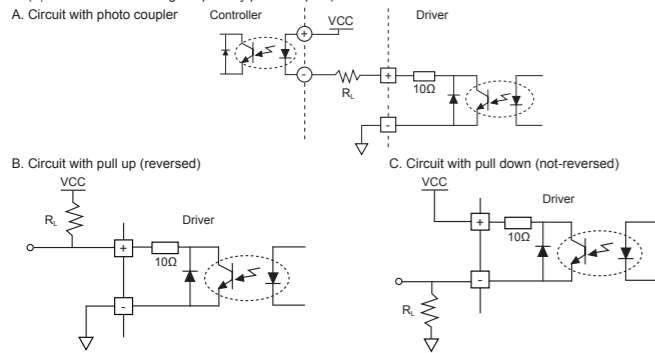 A. Circuit with photo coupler
Controller
VCC
Driver
+
-
RL
+
10Ω
-
B. Circuit with pull up (reversed)
VCC
RL
Driver
+
10Ω
-
C. Circuit with pull down (not-reversed)
VCC
Driver
+
10Ω
-
RL